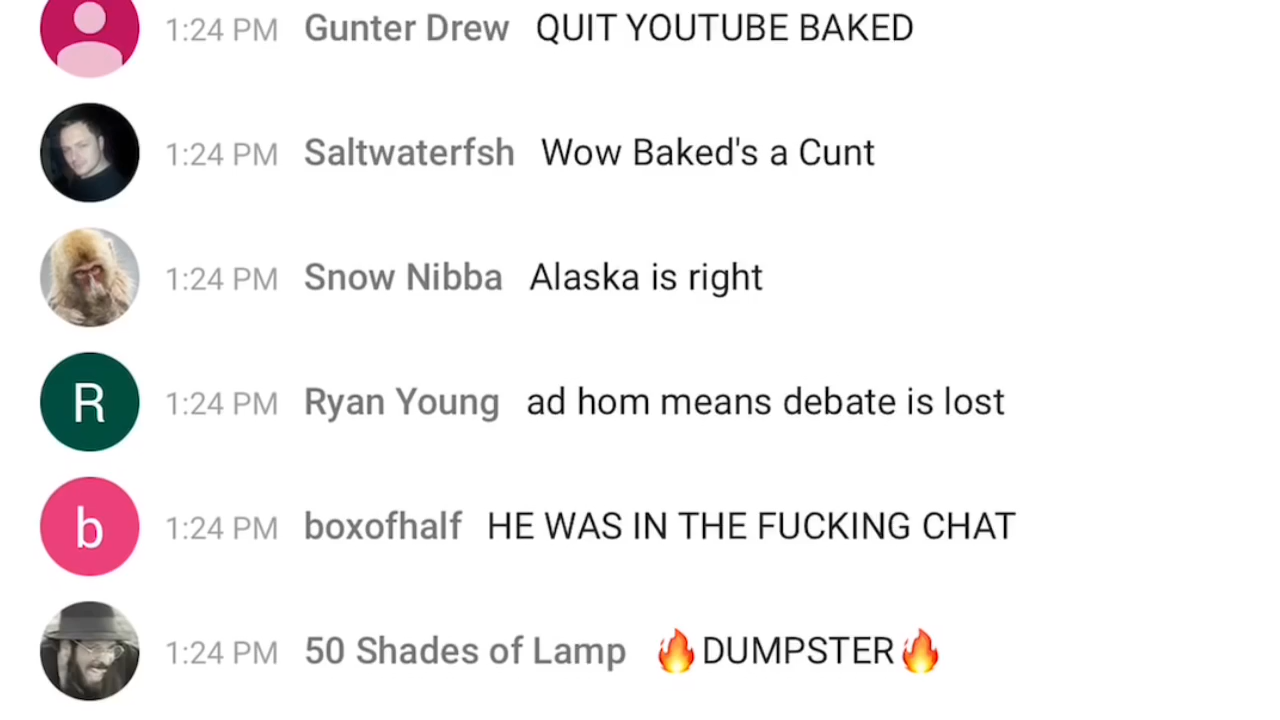 1:24 PM Gunter Drew QUIT YOUTUBE BAKED
1:24 PM Saltwaterfsh Wow Baked's a Cunt
1:24 PM Snow Nibba Alaska is right
R 1:24 PM Ryan Young ad hom means debate is lost
b 1:24 PM boxofhalf HE WAS IN THE FUCKING CHAT
1:24 PM 50 Shades of Lamp 🔥DUMPSTER🔥